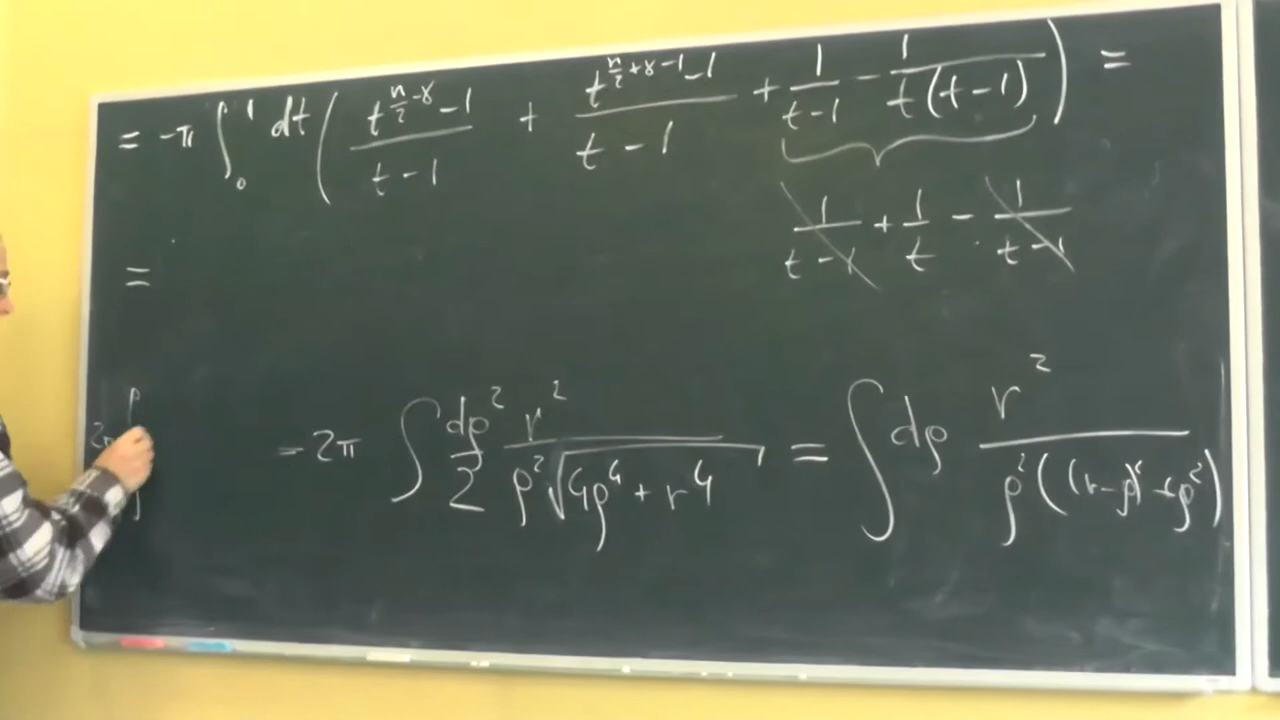 = -π ∫₀¹ dt ( (t^{n/2-γ} - 1)/(t - 1) + (t^{n/2+γ-1} - 1)/(t - 1) + 1/(t-1) - 1/(t(t-1)) ) =
1/(t-1) + 1/t - 1/(t-1)
=
-2π ∫ dρ²/2 r²/(ρ²√(4ρ⁴ + r⁴)) = ∫ dρ r²/(ρ²((r-ρ)²+ρ²))